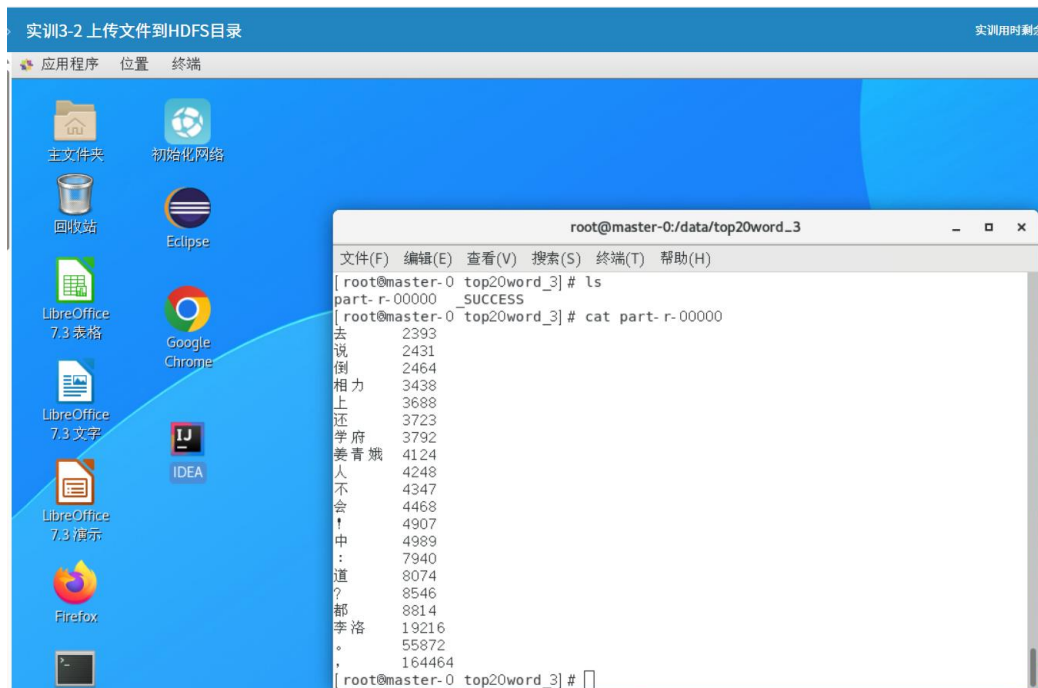 实训3-2 上传文件到HDFS目录
实训用时剩余
应用程序 位置 终端
主文件夹
初始化网络
回收站
Eclipse
LibreOffice
7.3 表格
Google
Chrome
LibreOffice
7.3 文字
IDEA
LibreOffice
7.3 演示
Firefox
root@master-0:/data/top20word_3
文件(F) 编辑(E) 查看(V) 搜索(S) 终端(T) 帮助(H)
[root@master-0 top20word_3]# ls
part-r-00000 _SUCCESS
[root@master-0 top20word_3]# cat part-r-00000
去 2393
说 2431
倒 2464
相力 3438
上 3688
还 3723
学府 3792
姜青娥 4124
人 4248
不 4347
会 4468
！ 4907
中 4989
： 7940
道 8074
？ 8546
都 8814
李洛 19216
。 55872
， 164464
[root@master-0 top20word_3]#